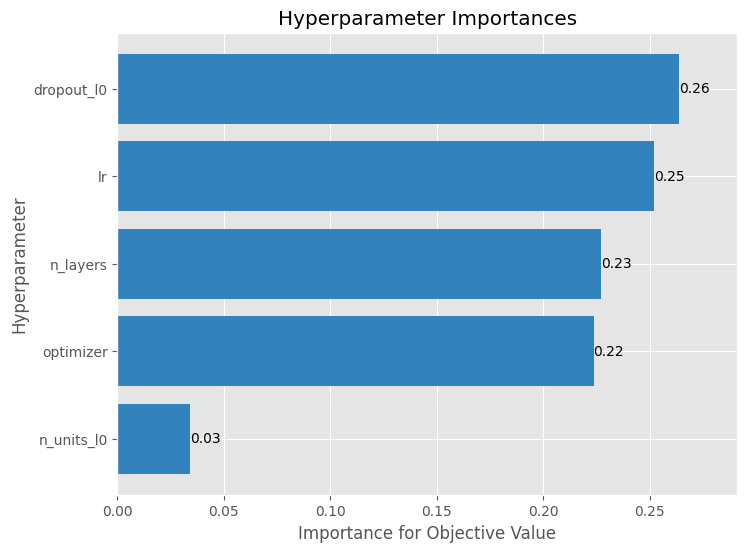 Hyperparameter Importances
Hyperparameter
dropout_l0
0.26
lr
0.25
n_layers
0.23
optimizer
0.22
n_units_l0
0.03
0.00 0.05 0.10 0.15 0.20 0.25
Importance for Objective Value